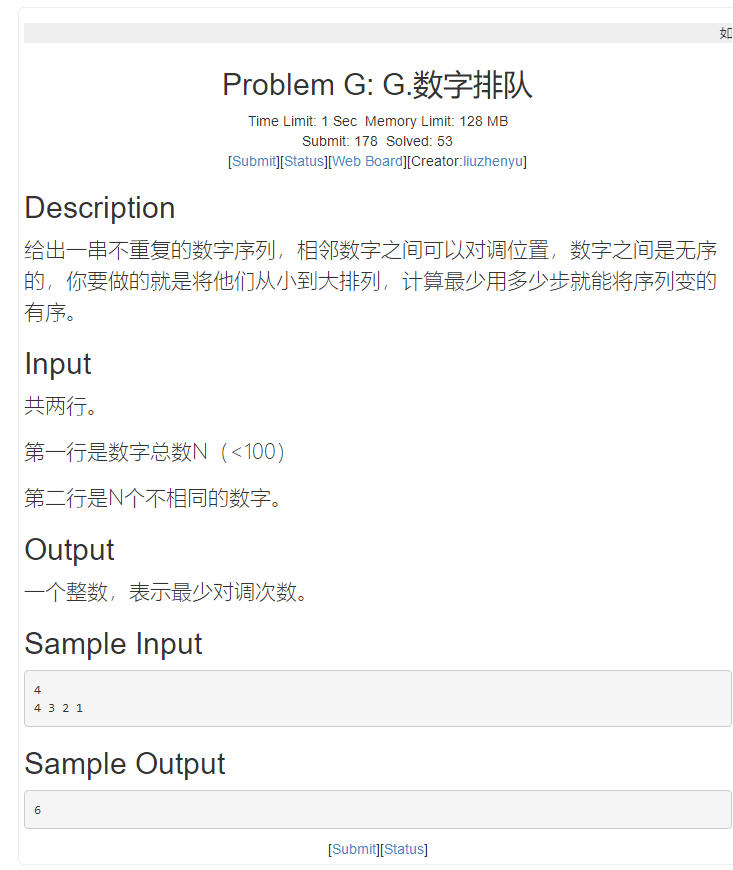 如
Problem G: G.数字排队
Time Limit: 1 Sec Memory Limit: 128 MB
Submit: 178 Solved: 53
[Submit][Status][Web Board][Creator:liuzhenyu]
Description
给出一串不重复的数字序列，相邻数字之间可以对调位置，数字之间是无序
的，你要做的就是将他们从小到大排列，计算最少用多少步就能将序列变的
有序。
Input
共两行。
第一行是数字总数N（<100）
第二行是N个不相同的数字。
Output
一个整数，表示最少对调次数。
Sample Input
4
4 3 2 1
Sample Output
6
[Submit][Status]